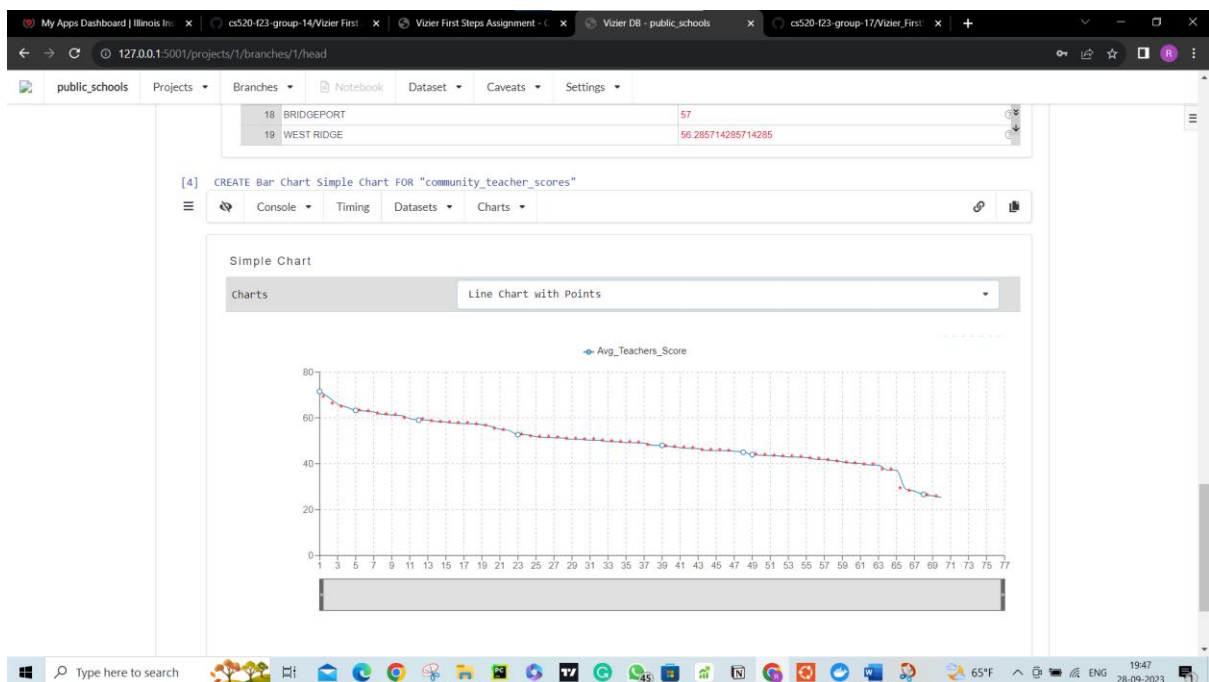 My Apps Dashboard | Illinois Ins
cs520-f23-group-14/Vizier First
Vizier First Steps Assignment - C
Vizier DB - public_schools
cs520-f23-group-17/Vizier_First
127.0.0.1:5001/projects/1/branches/1/head
R
public_schools Projects Branches Notebook Dataset Caveats Settings
18 BRIDGEPORT 57
19 WEST RIDGE 56.285714285714285
[4] CREATE Bar Chart Simple Chart FOR "community_teacher_scores"
Console Timing Datasets Charts
Simple Chart
Charts Line Chart with Points
Avg_Teachers_Score
80
60
40
20
0
1 3 5 7 9 11 13 15 17 19 21 23 25 27 29 31 33 35 37 39 41 43 45 47 49 51 53 55 57 59 61 63 65 67 69 71 73 75 77
Type here to search
65°F ENG 19:47
28-09-2023